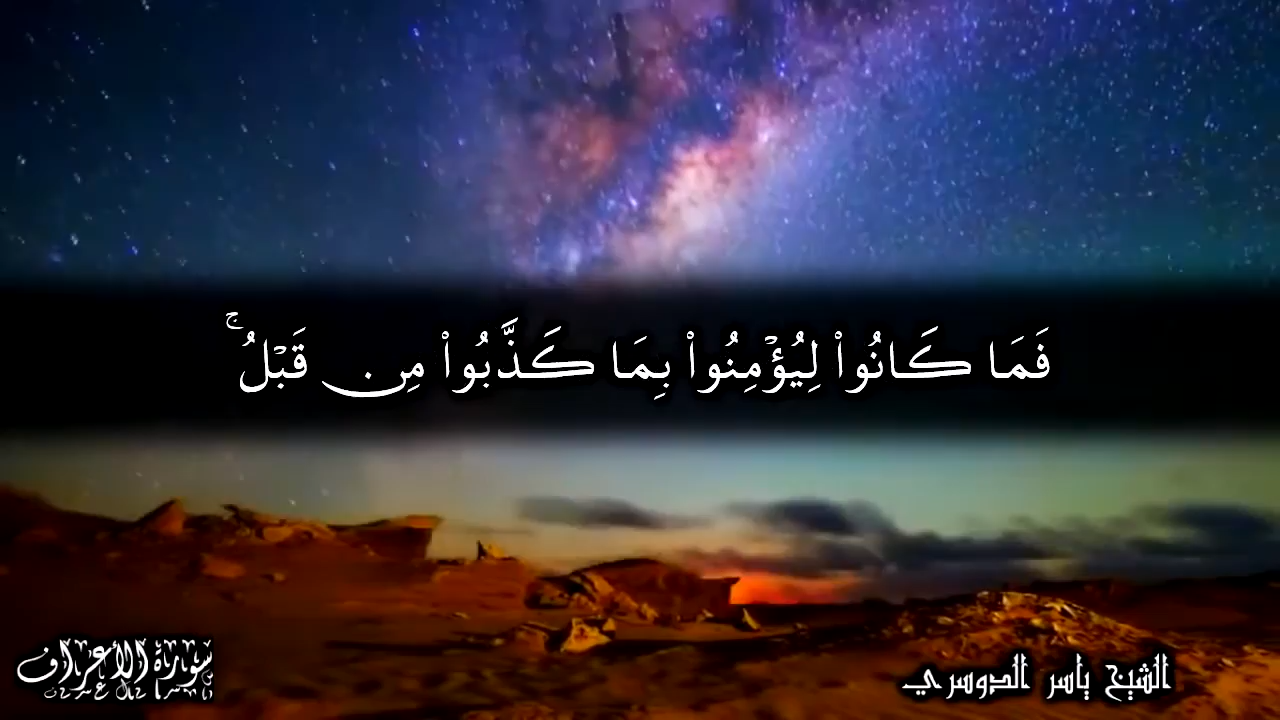 فَمَا كَانُوا۟ لِيُؤْمِنُوا۟ بِمَا كَذَّبُوا۟ مِن قَبْلُ ۚ
سورة الأعراف
الشيخ ياسر الدوسري